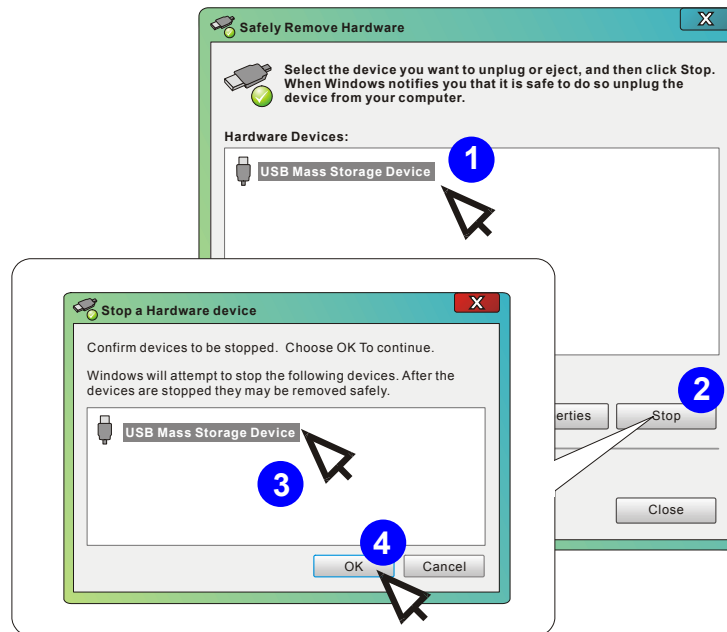 Safely Remove Hardware
X
Select the device you want to unplug or eject, and then click Stop.
When Windows notifies you that it is safe to do so unplug the
device from your computer.
Hardware Devices:
1
USB Mass Storage Device
2
erties
Stop
Close
Stop a Hardware device
X
Confirm devices to be stopped. Choose OK To continue.
Windows will attempt to stop the following devices. After the
devices are stopped they may be removed safely.
USB Mass Storage Device
3
4
OK
Cancel